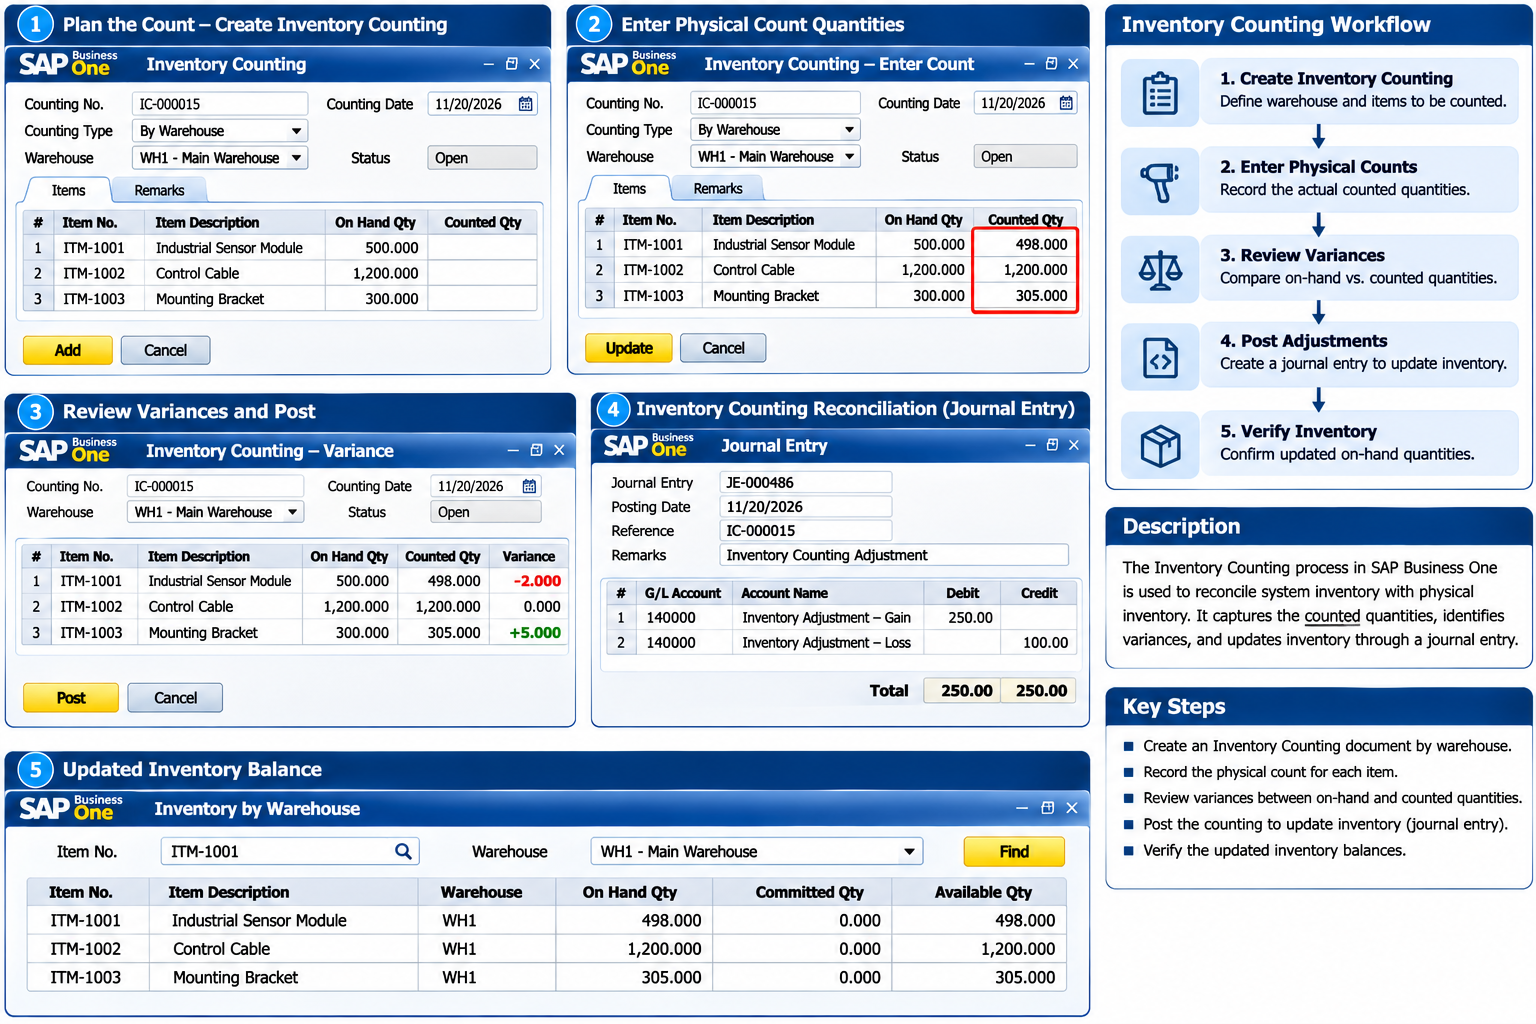 1 Plan the Count – Create Inventory Counting
SAP Business One Inventory Counting
Counting No. IC-000015 Counting Date 11/20/2026
Counting Type By Warehouse
Warehouse WH1 - Main Warehouse Status Open
Items Remarks
# Item No. Item Description On Hand Qty Counted Qty
1 ITM-1001 Industrial Sensor Module 500.000
2 ITM-1002 Control Cable 1,200.000
3 ITM-1003 Mounting Bracket 300.000
Add Cancel
2 Enter Physical Count Quantities
SAP Business One Inventory Counting – Enter Count
Counting No. IC-000015 Counting Date 11/20/2026
Counting Type By Warehouse
Warehouse WH1 - Main Warehouse Status Open
Items Remarks
# Item No. Item Description On Hand Qty Counted Qty
1 ITM-1001 Industrial Sensor Module 500.000 498.000
2 ITM-1002 Control Cable 1,200.000 1,200.000
3 ITM-1003 Mounting Bracket 300.000 305.000
Update Cancel
3 Review Variances and Post
SAP Business One Inventory Counting – Variance
Counting No. IC-000015 Counting Date 11/20/2026
Warehouse WH1 - Main Warehouse Status Open
# Item No. Item Description On Hand Qty Counted Qty Variance
1 ITM-1001 Industrial Sensor Module 500.000 498.000 -2.000
2 ITM-1002 Control Cable 1,200.000 1,200.000 0.000
3 ITM-1003 Mounting Bracket 300.000 305.000 +5.000
Post Cancel
4 Inventory Counting Reconciliation (Journal Entry)
SAP Business One Journal Entry
Journal Entry JE-000486
Posting Date 11/20/2026
Reference IC-000015
Remarks Inventory Counting Adjustment
# G/L Account Account Name Debit Credit
1 140000 Inventory Adjustment – Gain 250.00
2 140000 Inventory Adjustment – Loss 100.00
Total 250.00 250.00
5 Updated Inventory Balance
SAP Business One Inventory by Warehouse
Item No. ITM-1001 Warehouse WH1 - Main Warehouse Find
Item No. Item Description Warehouse On Hand Qty Committed Qty Available Qty
ITM-1001 Industrial Sensor Module WH1 498.000 0.000 498.000
ITM-1002 Control Cable WH1 1,200.000 0.000 1,200.000
ITM-1003 Mounting Bracket WH1 305.000 0.000 305.000
Inventory Counting Workflow
1. Create Inventory Counting
Define warehouse and items to be counted.
2. Enter Physical Counts
Record the actual counted quantities.
3. Review Variances
Compare on-hand vs. counted quantities.
4. Post Adjustments
Create a journal entry to update inventory.
5. Verify Inventory
Confirm updated on-hand quantities.
Description
The Inventory Counting process in SAP Business One
is used to reconcile system inventory with physical
inventory. It captures the counted quantities, identifies
variances, and updates inventory through a journal entry.
Key Steps
■ Create an Inventory Counting document by warehouse.
■ Record the physical count for each item.
■ Review variances between on-hand and counted quantities.
■ Post the counting to update inventory (journal entry).
■ Verify the updated inventory balances.